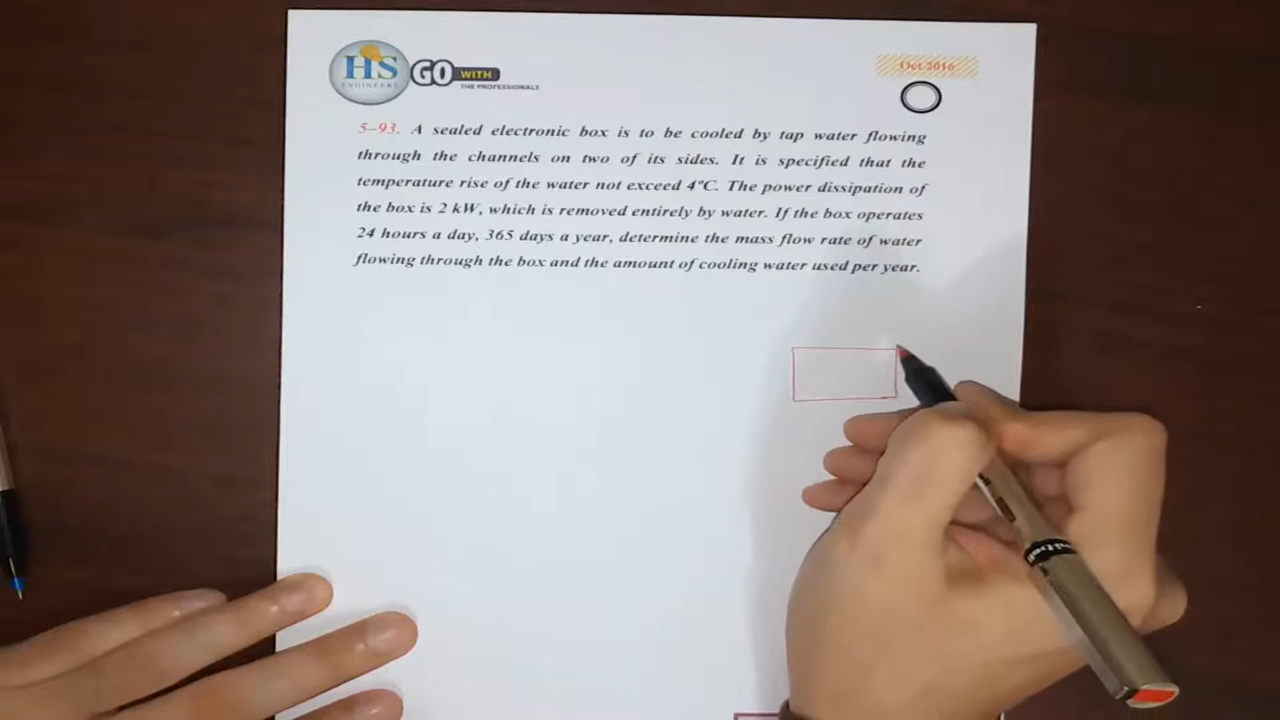 HS
ENGINEERS
GO WITH
THE PROFESSIONALS
Oct 2016
5–93. A sealed electronic box is to be cooled by tap water flowing
through the channels on two of its sides. It is specified that the
temperature rise of the water not exceed 4ºC. The power dissipation of
the box is 2 kW, which is removed entirely by water. If the box operates
24 hours a day, 365 days a year, determine the mass flow rate of water
flowing through the box and the amount of cooling water used per year.